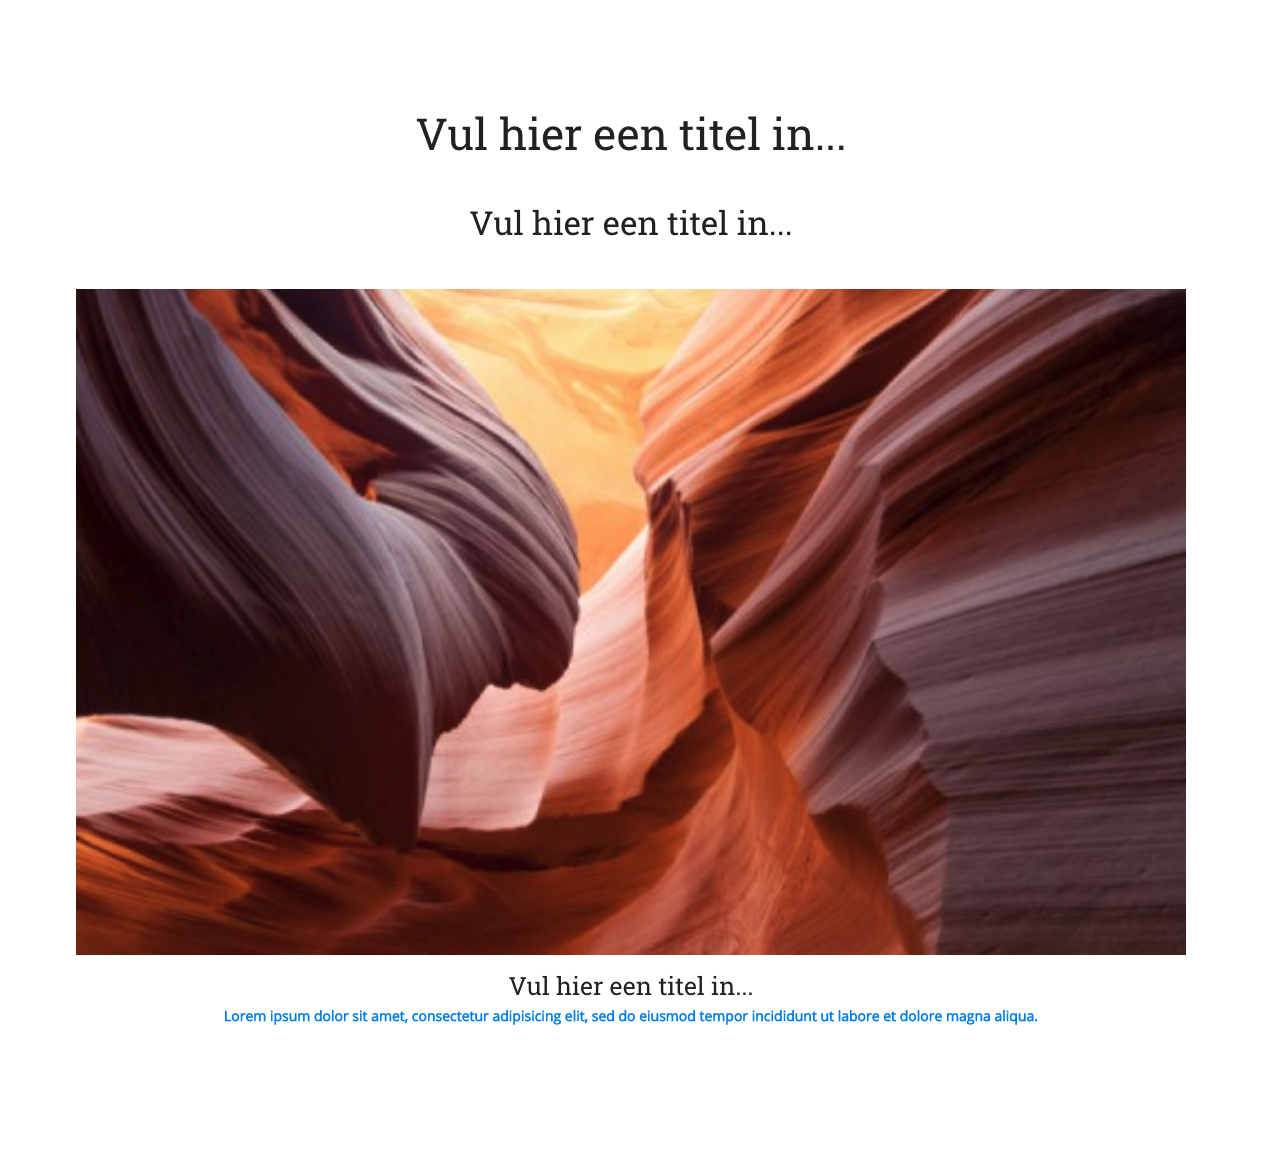 Vul hier een titel in...
Vul hier een titel in...
Vul hier een titel in...
Lorem ipsum dolor sit amet, consectetur adipisicing elit, sed do eiusmod tempor incididunt ut labore et dolore magna aliqua.